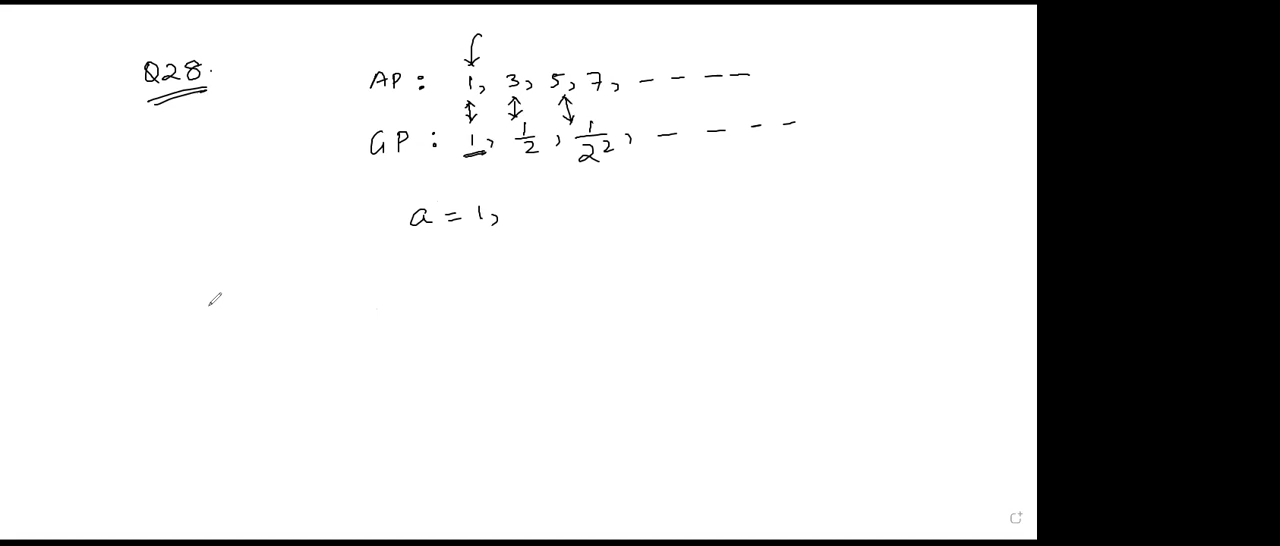 Q28.
AP : 1, 3, 5, 7, - - - -
GP : 1, 1/2, 1/2², - - - -
a = 1,